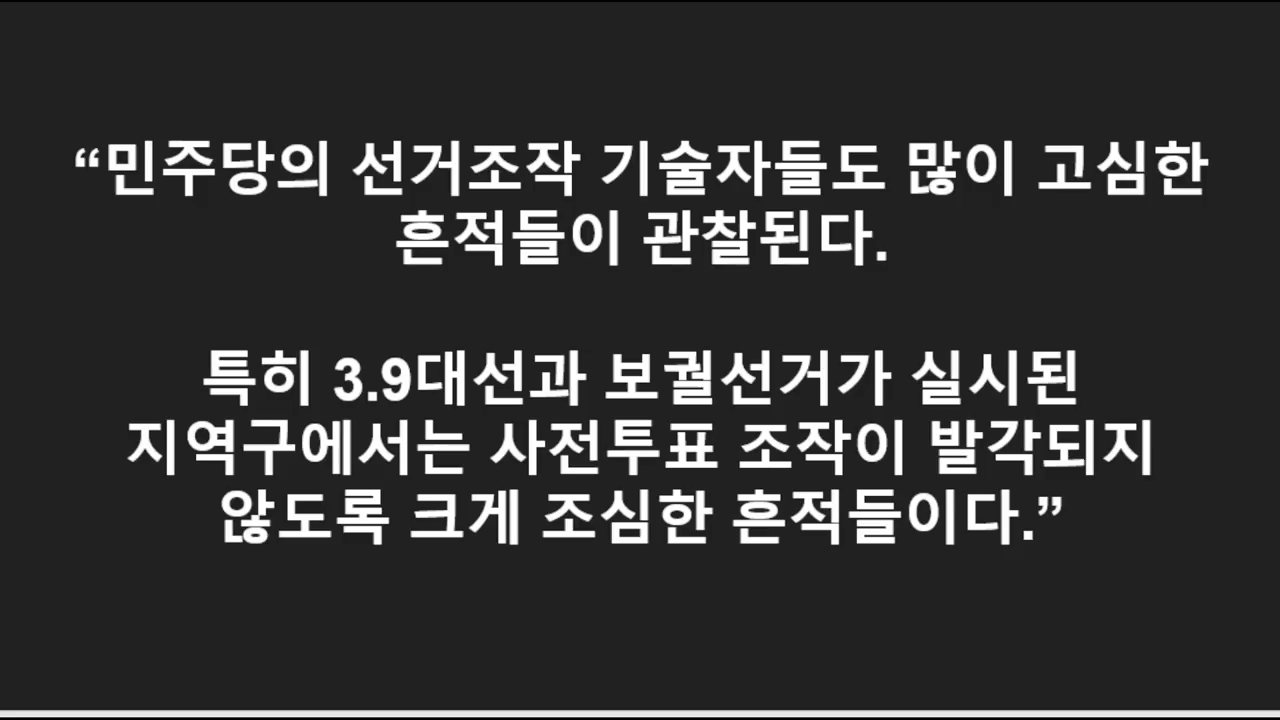 “민주당의 선거조작 기술자들도 많이 고심한
흔적들이 관찰된다.
특히 3.9대선과 보궐선거가 실시된
지역구에서는 사전투표 조작이 발각되지
않도록 크게 조심한 흔적들이다.”